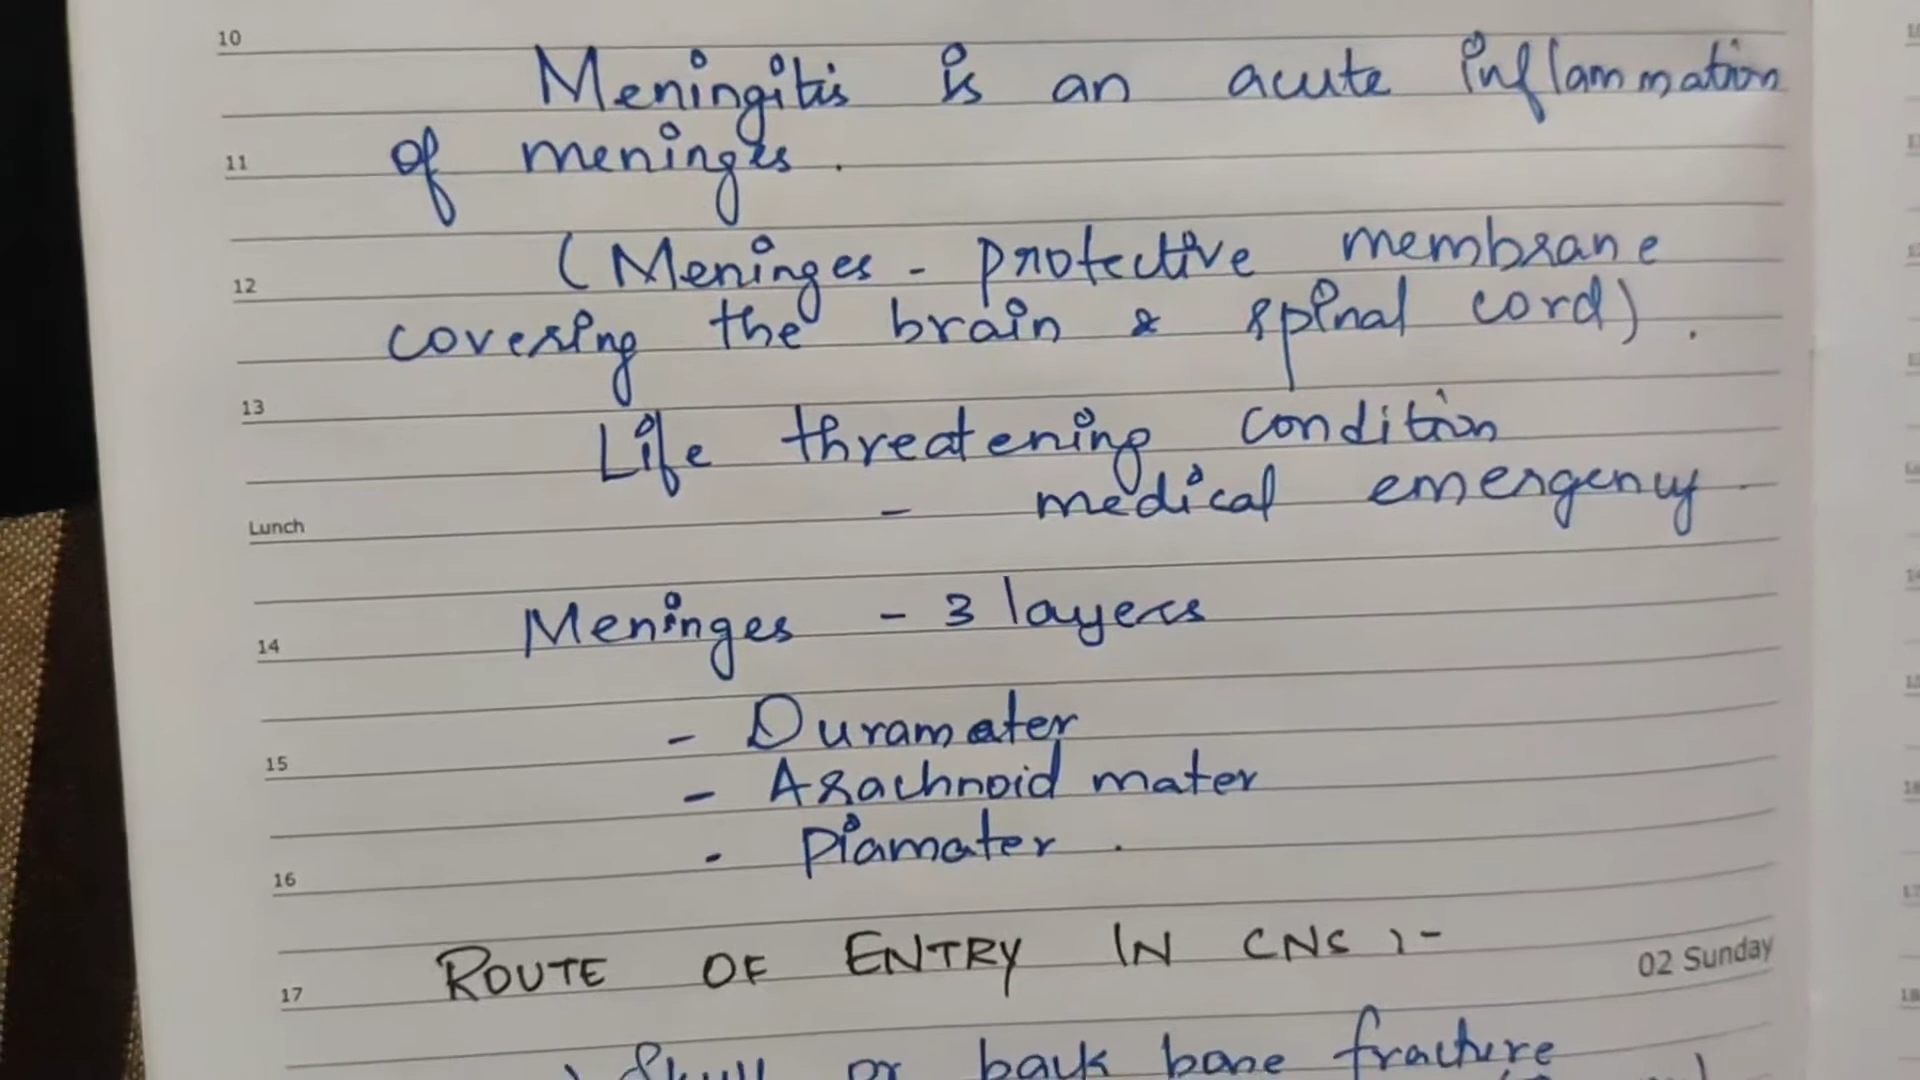 10
Meningitis is an acute inflammation
11
of meninges.
(Meninges - protective membrane
12
covering the brain & spinal cord).
13
Life threatening condition
- medical emergency.
Lunch
Meninges - 3 layers
14
- Duramater
15
- Arachnoid mater
- Piamater.
16
ROUTE OF ENTRY IN CNS :-
02 Sunday
17
Skull or back bone fracture